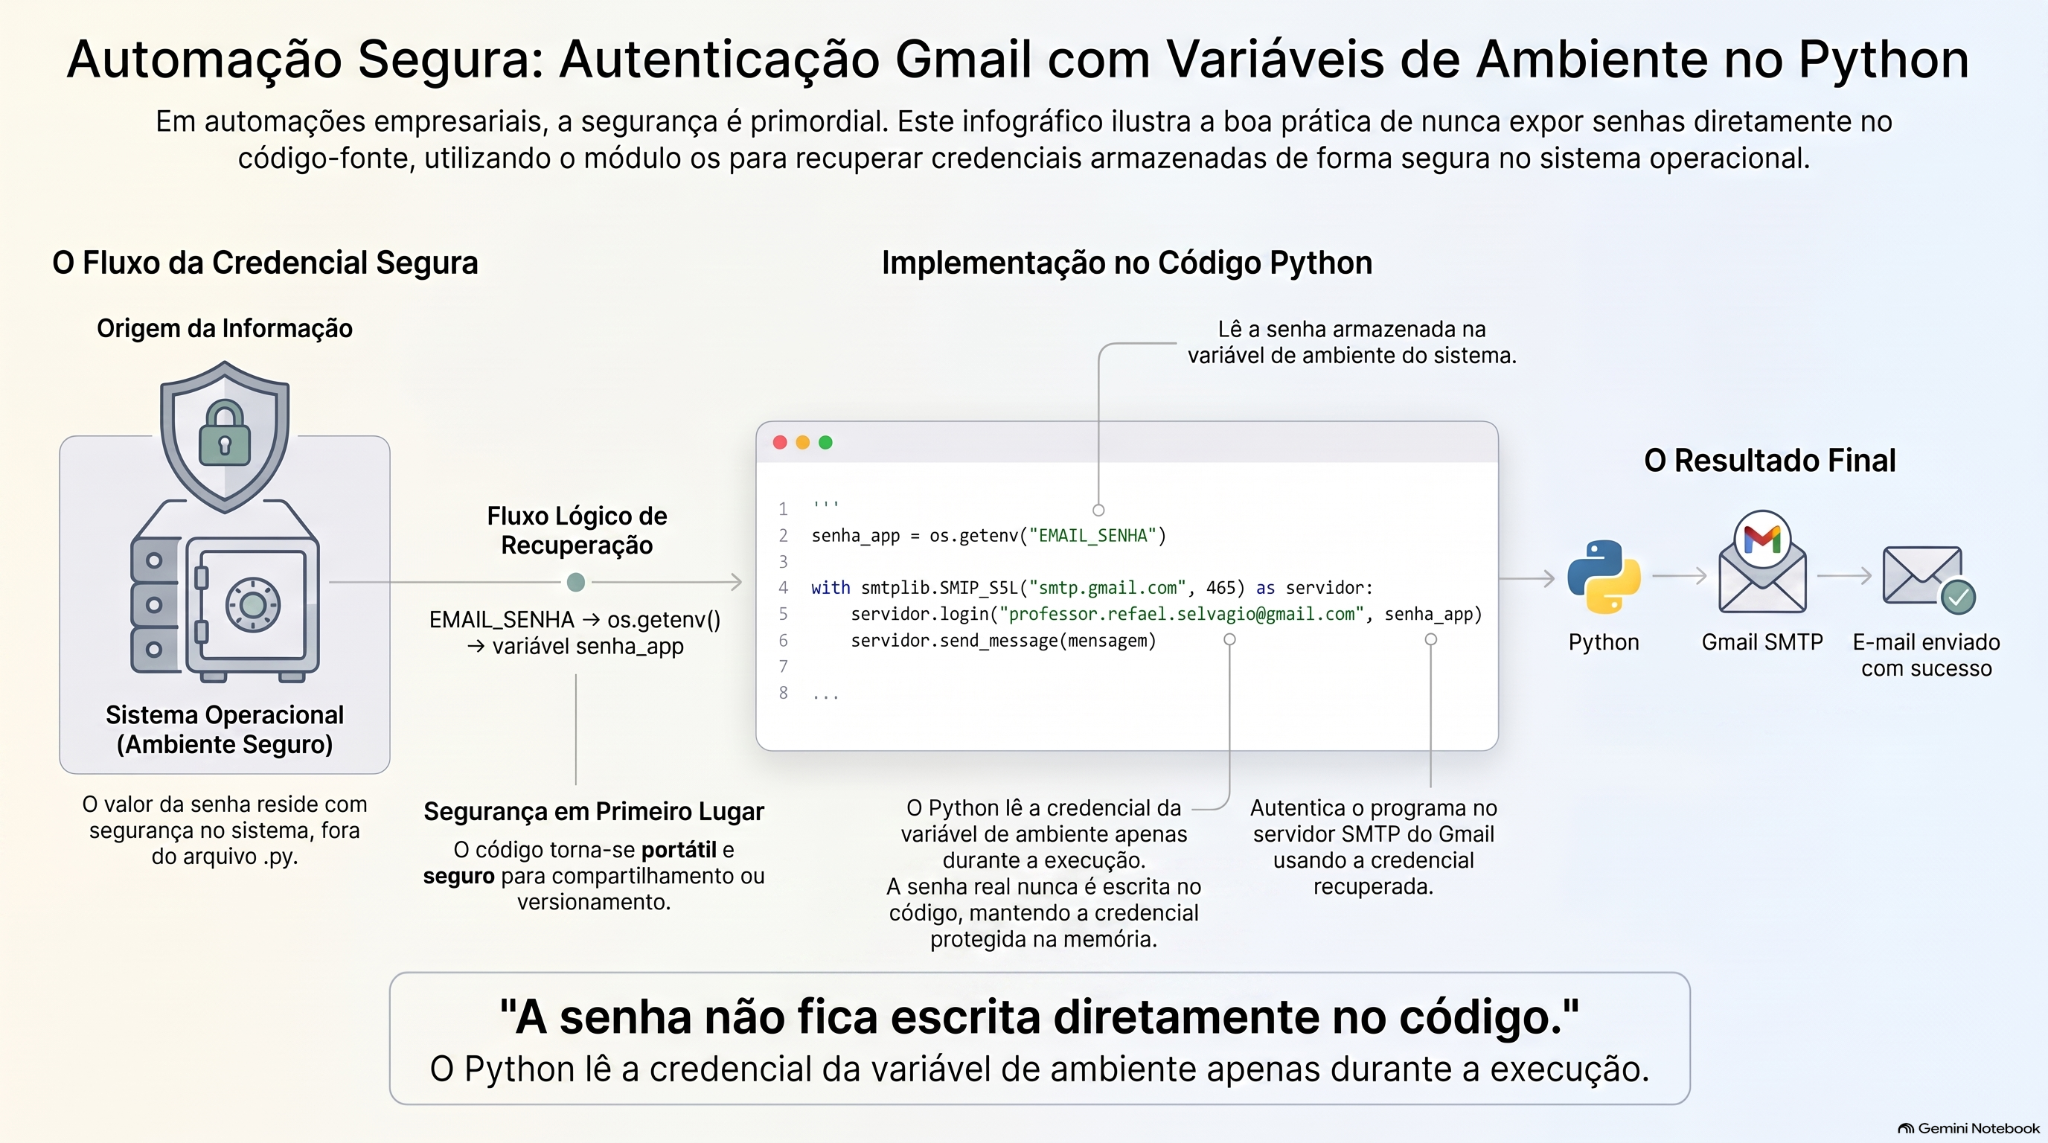 Automação Segura: Autenticação Gmail com Variáveis de Ambiente no Python
Em automações empresariais, a segurança é primordial. Este infográfico ilustra a boa prática de nunca expor senhas diretamente no
código-fonte, utilizando o módulo os para recuperar credenciais armazenadas de forma segura no sistema operacional.
O Fluxo da Credencial Segura
Origem da Informação
Sistema Operacional
(Ambiente Seguro)
O valor da senha reside com
segurança no sistema, fora
do arquivo .py.
Fluxo Lógico de
Recuperação
EMAIL_SENHA → os.getenv()
→ variável senha_app
Segurança em Primeiro Lugar
O código torna-se portátil e
seguro para compartilhamento ou
versionamento.
Implementação no Código Python
Lê a senha armazenada na
variável de ambiente do sistema.
1 '''
2 senha_app = os.getenv("EMAIL_SENHA")
3
4 with smtplib.SMIP_S5L("smtp.gmail.com", 465) as servidor:
5 servidor.login("professor.refael.selvagio@gmail.com", senha_app)
6 servidor.send_message(mensagem)
7
8 ...
O Python lê a credencial da
variável de ambiente apenas
durante a execução.
A senha real nunca é escrita no
código, mantendo a credencial
protegida na memória.
Autentica o programa no
servidor SMTP do Gmail
usando a credencial
recuperada.
O Resultado Final
Python
Gmail SMTP
E-mail enviado
com sucesso
"A senha não fica escrita diretamente no código."
O Python lê a credencial da variável de ambiente apenas durante a execução.
Gemini Notebook